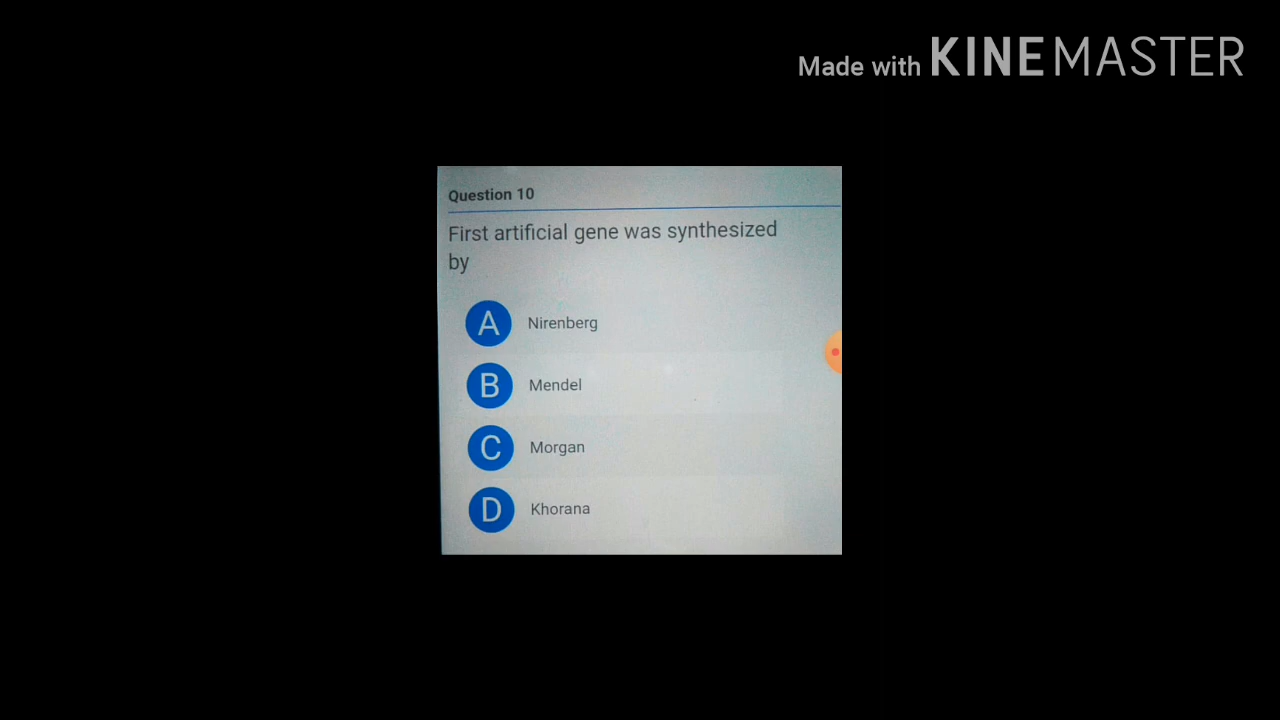 Made with KINEMASTER
Question 10
First artificial gene was synthesized
by
A Nirenberg
B Mendel
C Morgan
D Khorana